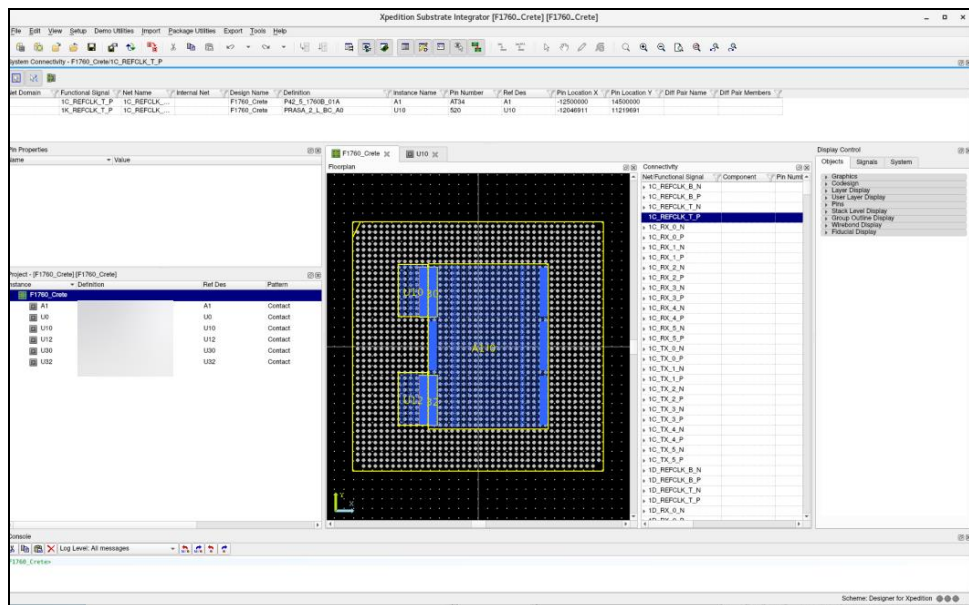 Xpedition Substrate Integrator [F1760_Crete] [F1760_Crete]
File Edit View Setup Demo Utilities Import Package Utilities Export Tools Help
System Connectivity - F1760_Crete/1C_REFCLK_T_P
Net Domain Functional Signal Net Name Internal Net Design Name Definition Instance Name Pin Number Ref Des Pin Location X Pin Location Y Diff Pair Name Diff Pair Members
1C_REFCLK_T_P 1C_REFCLK_... F1760_Crete P42_5_1760B_01A A1 AT34 A1 -12500000 14500000
1K_REFCLK_T_P 1C_REFCLK_... F1760_Crete PRASA_2_L_BC_A0 U10 520 U10 -12046911 11219691
Pin Properties
Name Value
Project - [F1760_Crete] [F1760_Crete]
Instance Definition Ref Des Pattern
F1760_Crete
A1 A1 Contact
U0 U0 Contact
U10 U10 Contact
U12 U12 Contact
U30 U30 Contact
U32 U32 Contact
F1760_Crete U10
Floorplan
U10 30
U12 32
Y
X
Connectivity
Net/Functional Signal Component Pin Numl
1C_REFCLK_B_N
1C_REFCLK_B_P
1C_REFCLK_T_N
1C_REFCLK_T_P
1C_RX_0_N
1C_RX_0_P
1C_RX_1_N
1C_RX_1_P
1C_RX_2_N
1C_RX_2_P
1C_RX_3_N
1C_RX_3_P
1C_RX_4_N
1C_RX_4_P
1C_RX_5_N
1C_RX_5_P
1C_TX_0_N
1C_TX_0_P
1C_TX_1_N
1C_TX_1_P
1C_TX_2_N
1C_TX_2_P
1C_TX_3_N
1C_TX_3_P
1C_TX_4_N
1C_TX_4_P
1C_TX_5_N
1C_TX_5_P
1D_REFCLK_B_N
1D_REFCLK_B_P
1D_REFCLK_T_N
1D_REFCLK_T_P
1D_RX_0_N
Display Control
Objects Signals System
Graphics
Codesign
Layer Display
User Layer Display
Pins
Stack Level Display
Group Outline Display
Wirebond Display
Fiducial Display
Console
Log Level: All messages
F1760_Crete>
Scheme: Designer for Xpedition